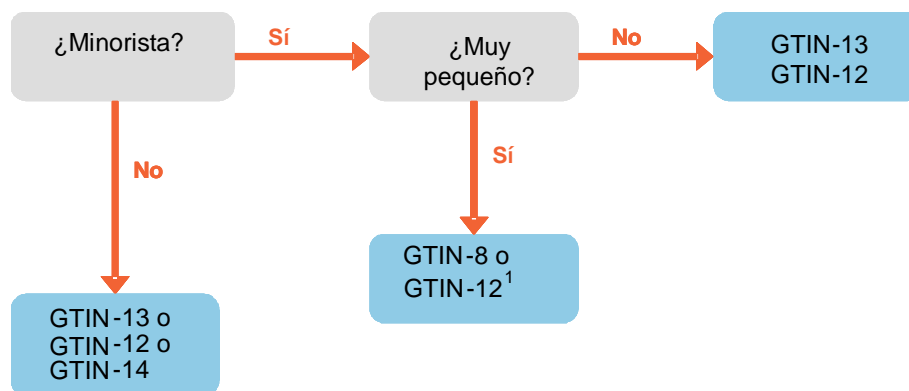 ¿Minorista?
Sí
¿Muy
pequeño?
No
GTIN-13
GTIN-12
No
Sí
GTIN-8 o
GTIN-12¹
GTIN-13 o
GTIN-12 o
GTIN-14